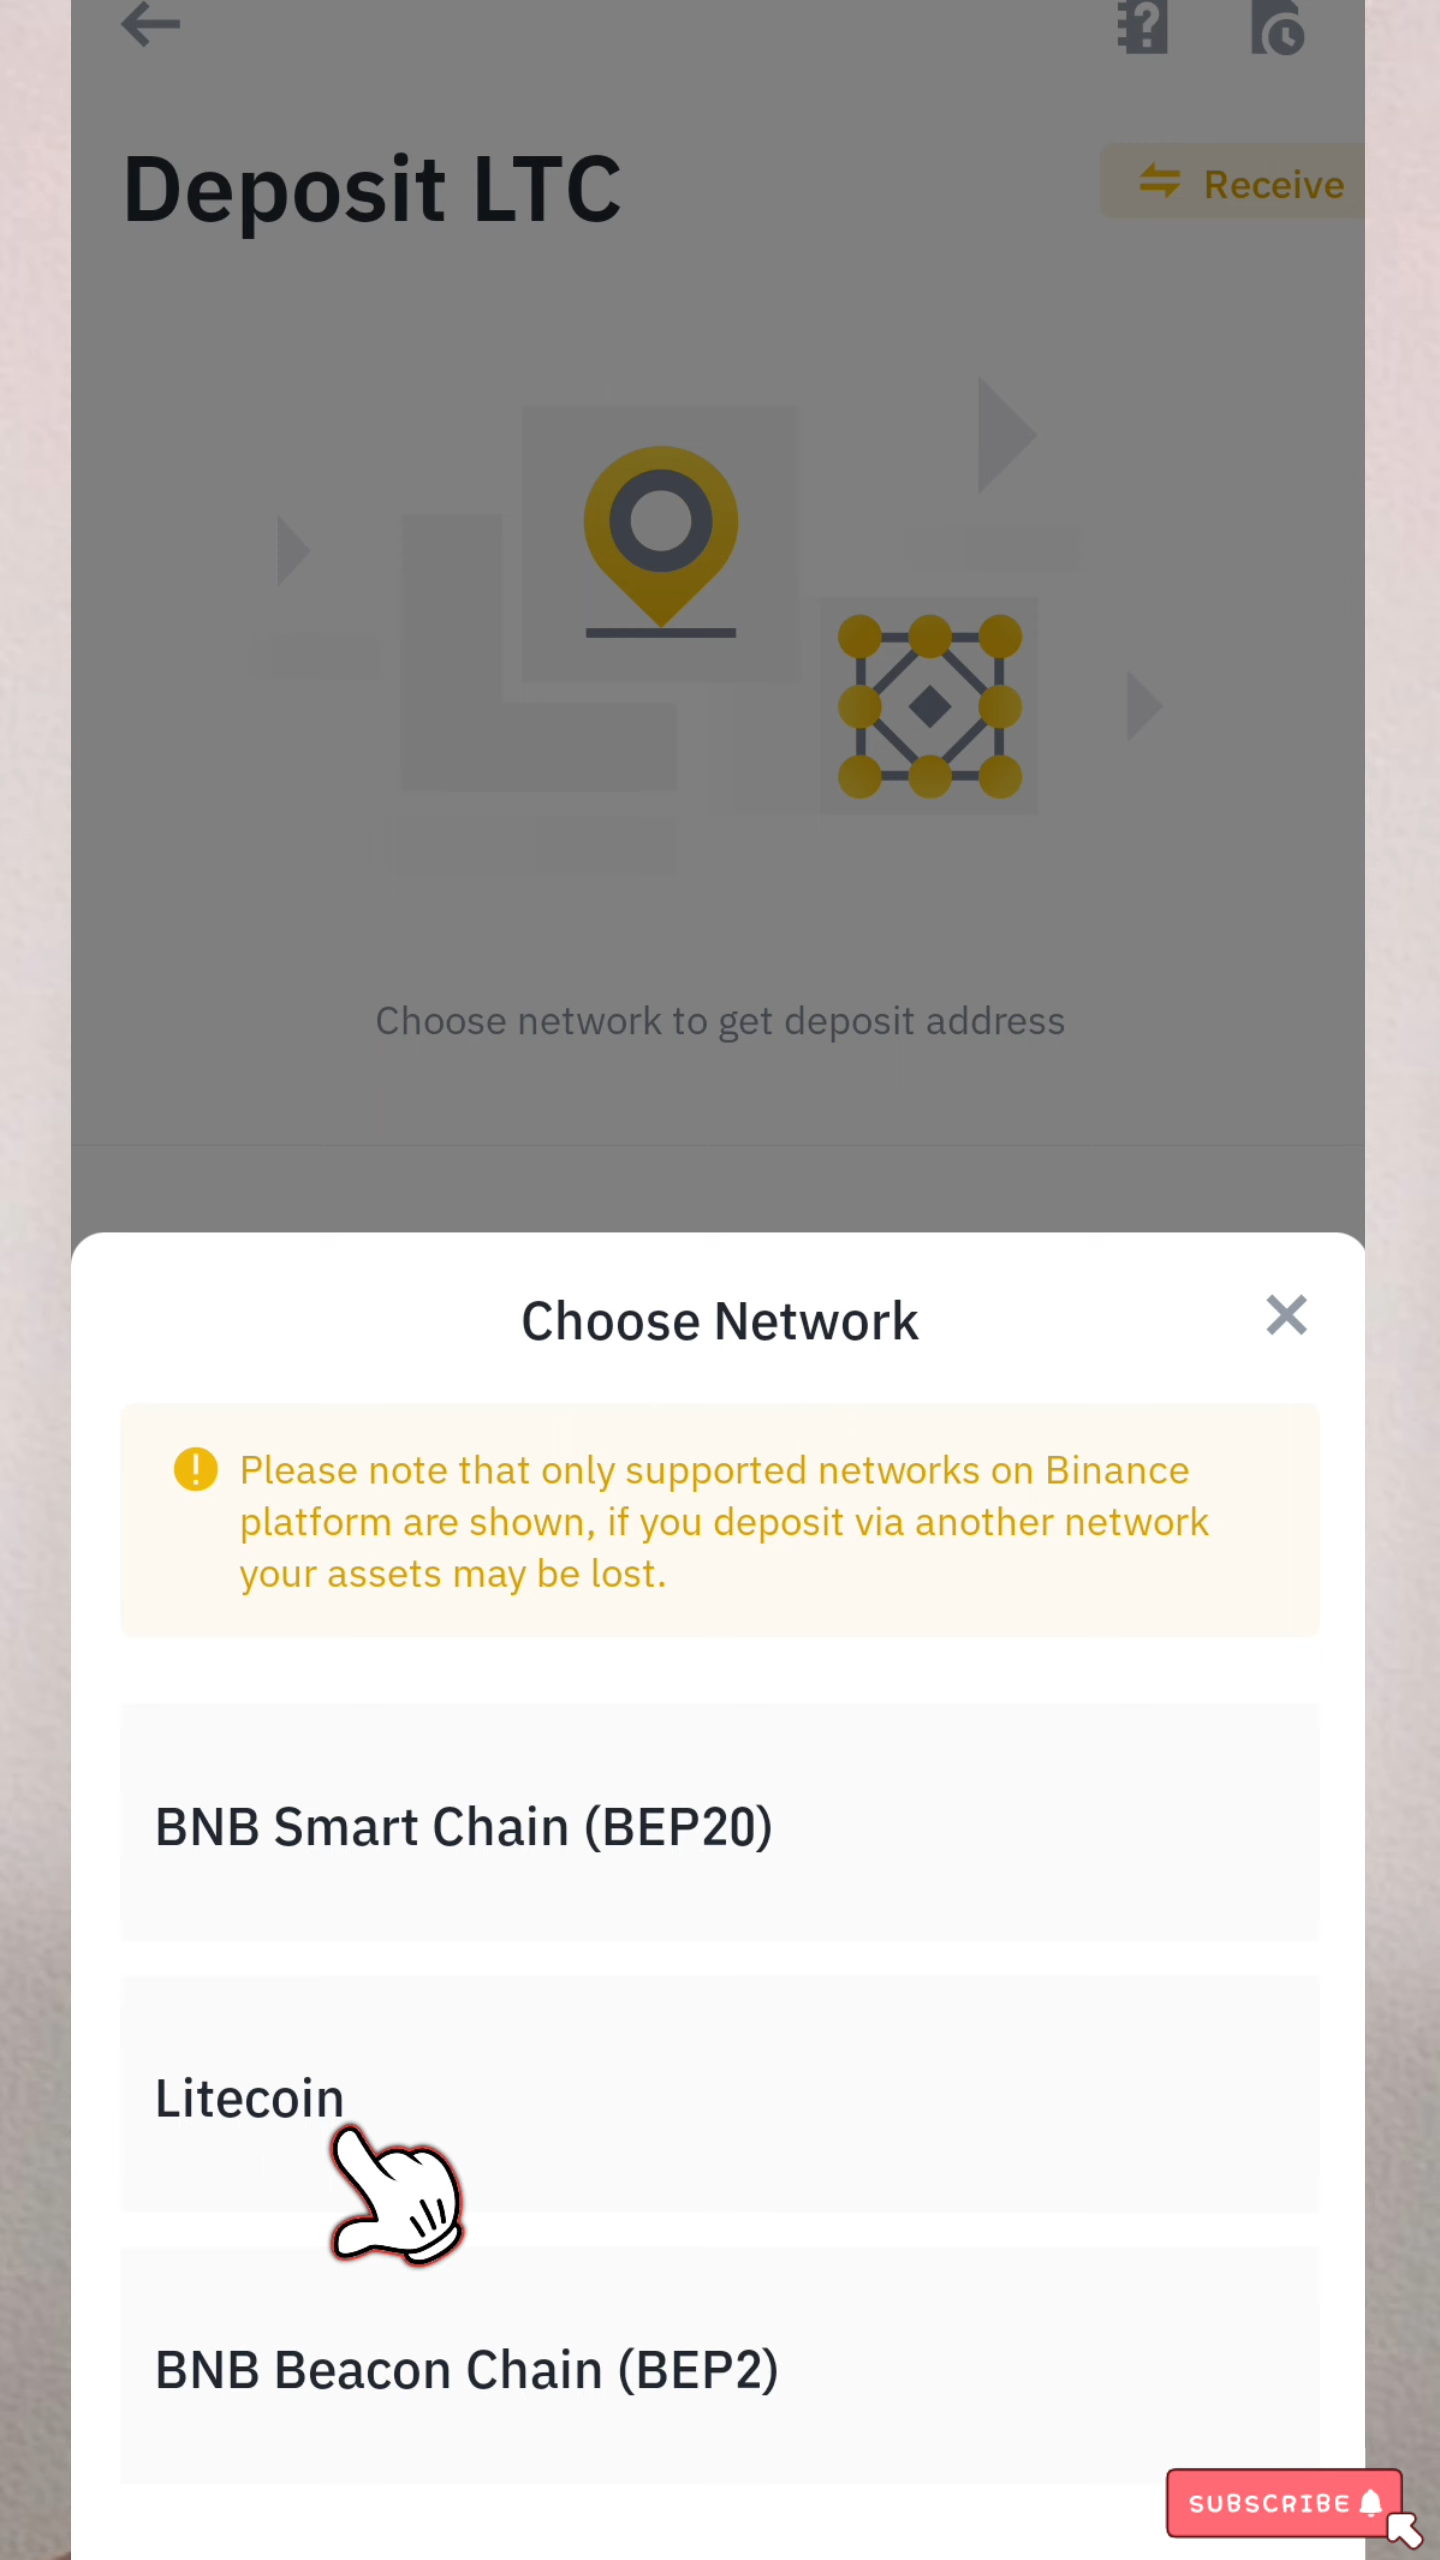 Deposit LTC
Receive
Choose network to get deposit address
Choose Network
Please note that only supported networks on Binance
platform are shown, if you deposit via another network
your assets may be lost.
BNB Smart Chain (BEP20)
Litecoin
BNB Beacon Chain (BEP2)
SUBSCRIBE